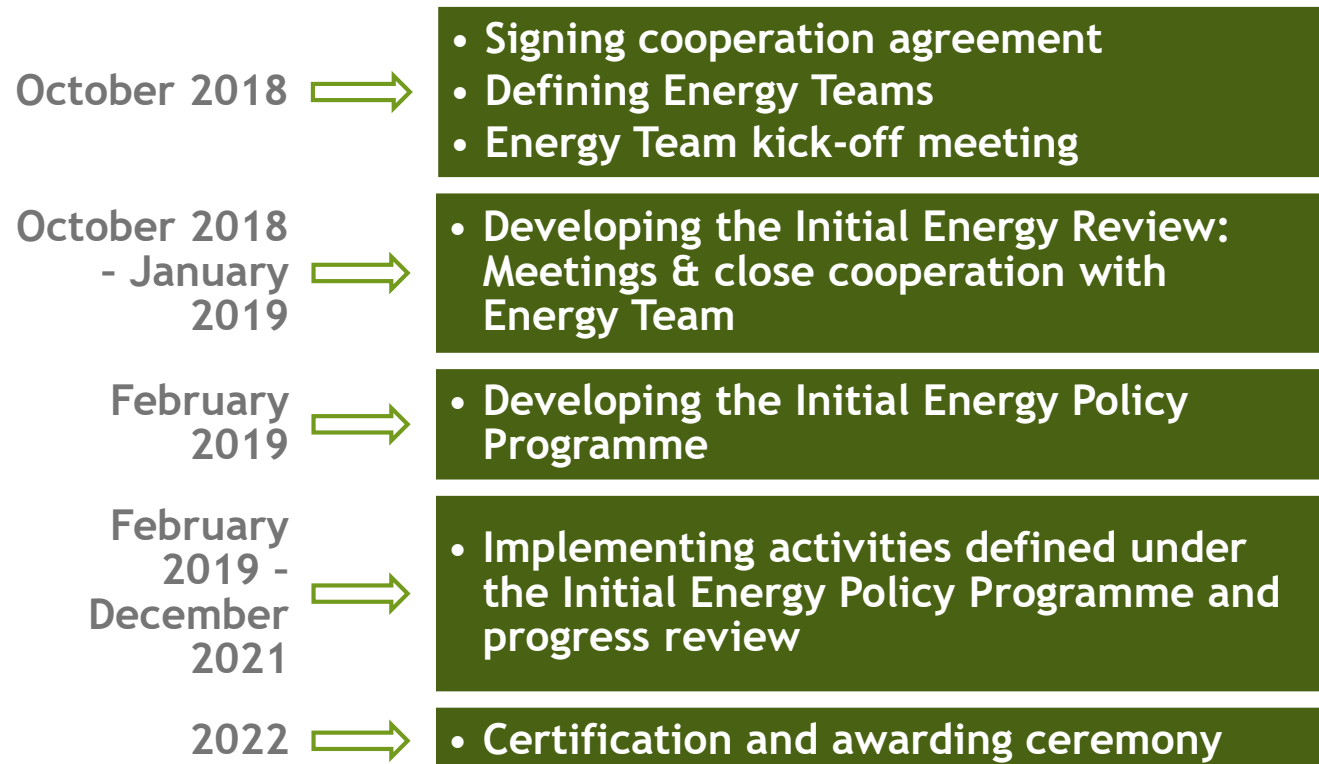 October 2018
• Signing cooperation agreement
• Defining Energy Teams
• Energy Team kick-off meeting
October 2018
– January
2019
• Developing the Initial Energy Review:
Meetings & close cooperation with
Energy Team
February
2019
• Developing the Initial Energy Policy
Programme
February
2019 –
December
2021
• Implementing activities defined under
the Initial Energy Policy Programme and
progress review
2022
• Certification and awarding ceremony